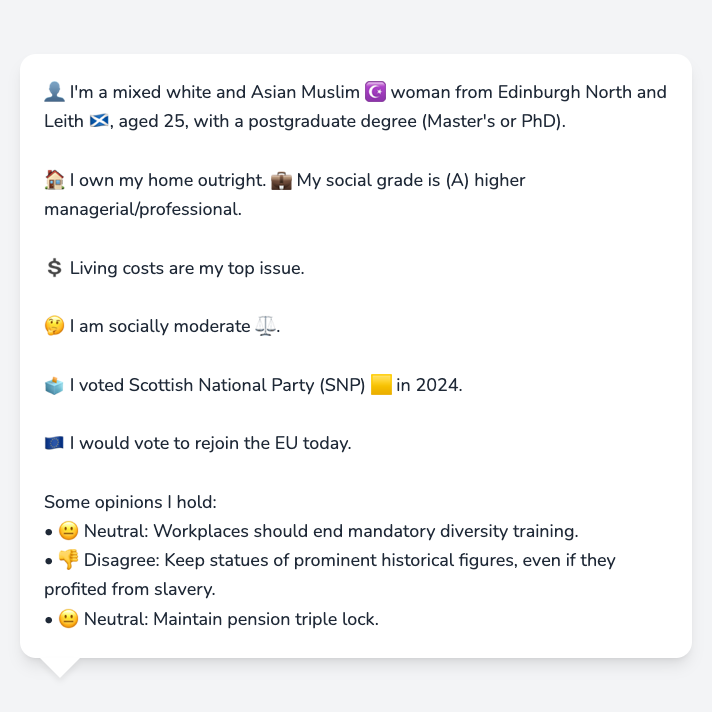 👤 I'm a mixed white and Asian Muslim ☪️ woman from Edinburgh North and
Leith 🏴󠁧󠁢󠁳󠁣󠁴󠁿, aged 25, with a postgraduate degree (Master's or PhD).
🏠 I own my home outright. 💼 My social grade is (A) higher
managerial/professional.
💲 Living costs are my top issue.
🤔 I am socially moderate ⚖️.
🗳️ I voted Scottish National Party (SNP) 🟨 in 2024.
🇪🇺 I would vote to rejoin the EU today.
Some opinions I hold:
• 😐 Neutral: Workplaces should end mandatory diversity training.
• 👎 Disagree: Keep statues of prominent historical figures, even if they
profited from slavery.
• 😐 Neutral: Maintain pension triple lock.